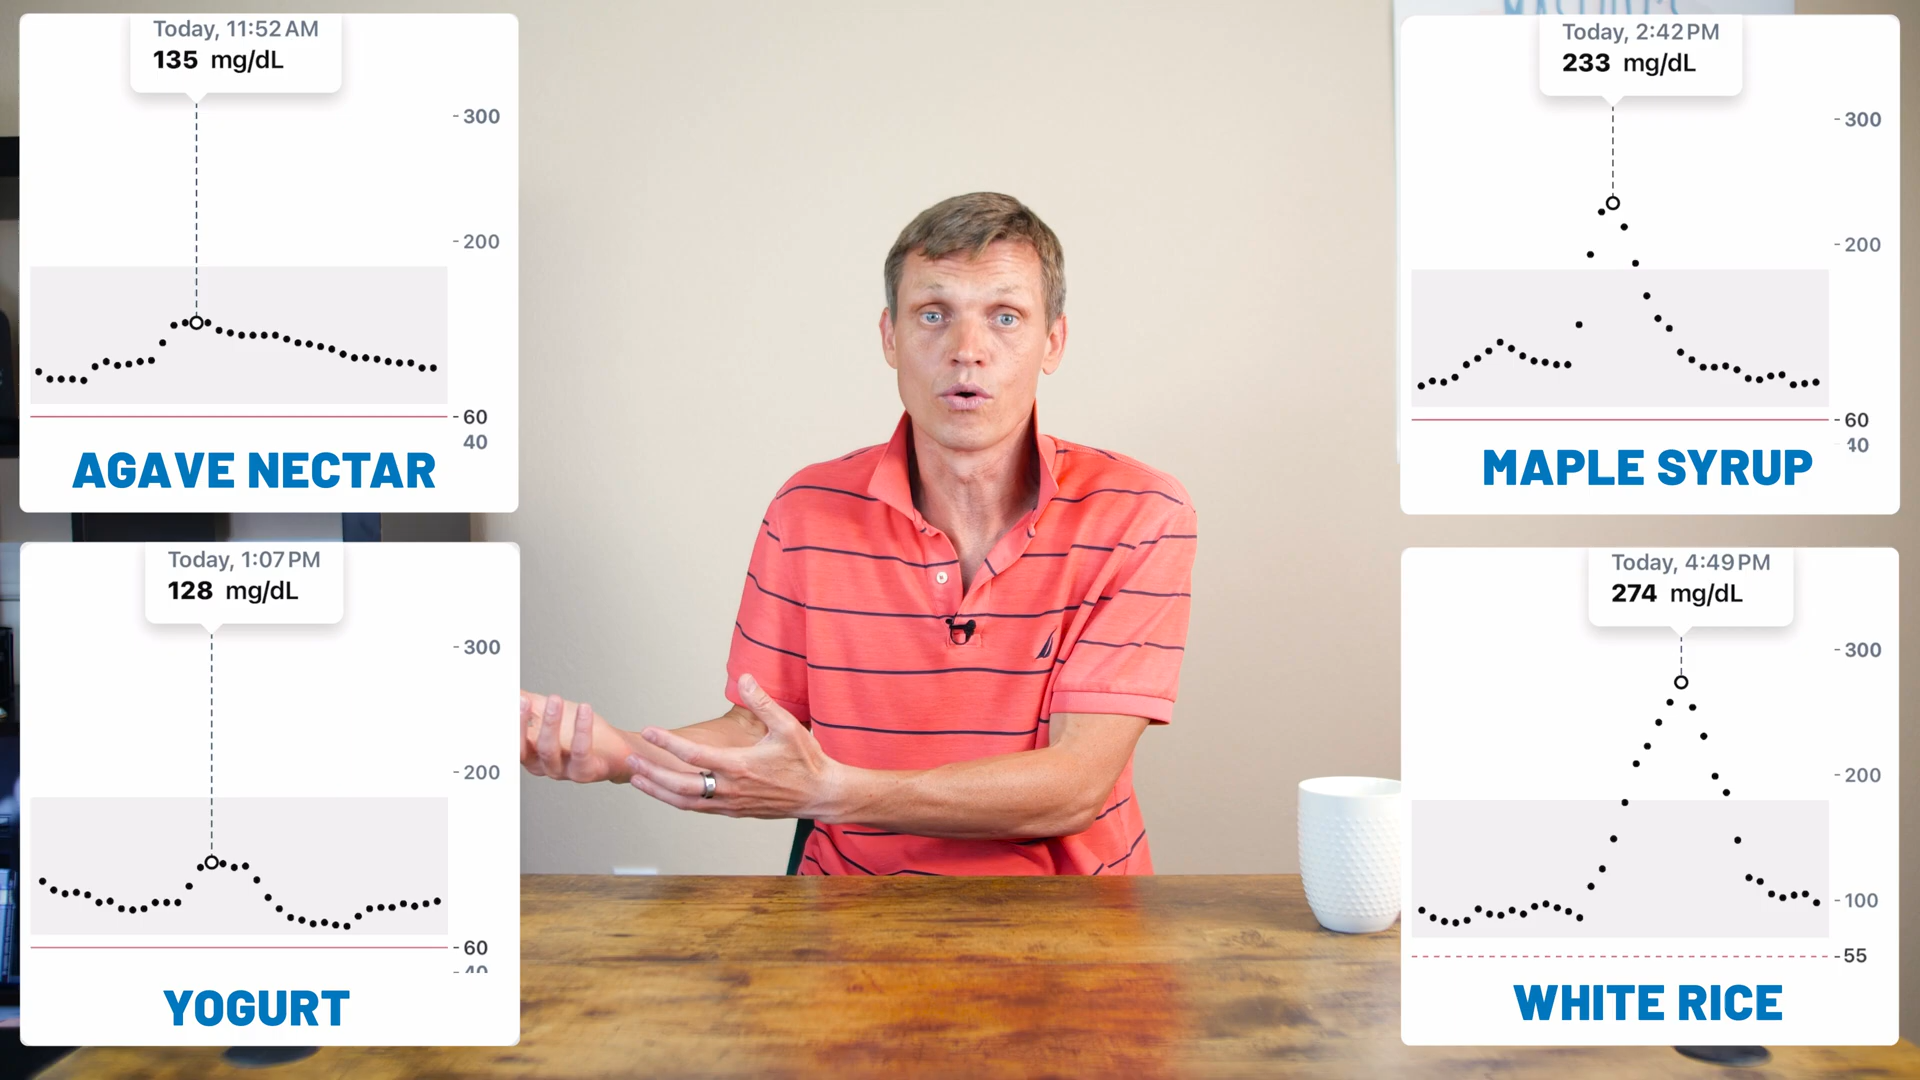 Today, 11:52 AM
135 mg/dL
300
200
60
40
AGAVE NECTAR
Today, 2:42 PM
233 mg/dL
300
200
60
40
MAPLE SYRUP
Today, 1:07 PM
128 mg/dL
300
200
60
40
YOGURT
Today, 4:49 PM
274 mg/dL
300
200
100
55
WHITE RICE